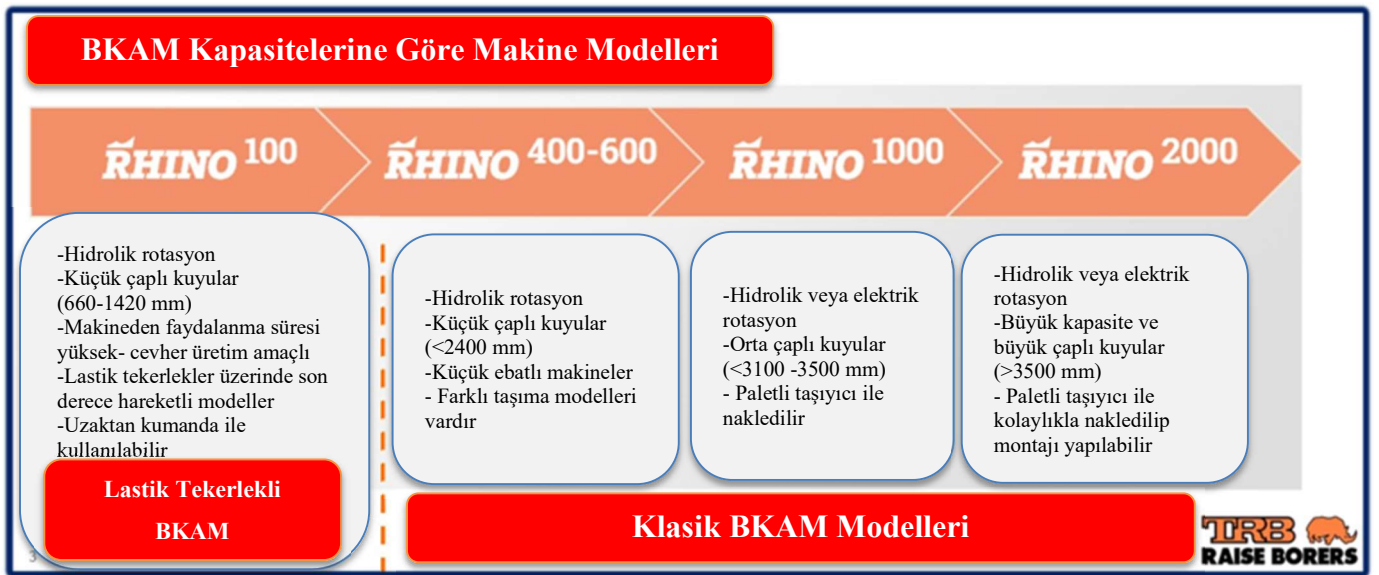 BKAM Kapasitelerine Göre Makine Modelleri
RHINO 100
RHINO 400-600
RHINO 1000
RHINO 2000
-Hidrolik rotasyon
-Küçük çaplı kuyular
(660-1420 mm)
-Makineden faydalanma süresi
yüksek- cevher üretim amaçlı
-Lastik tekerlekler üzerinde son
derece hareketli modeller
-Uzaktan kumanda ile
kullanılabilir
Lastik Tekerlekli
BKAM
-Hidrolik rotasyon
-Küçük çaplı kuyular
(<2400 mm)
-Küçük ebatlı makineler
- Farklı taşıma modelleri
vardır
-Hidrolik veya elektrik
rotasyon
-Orta çaplı kuyular
(<3100 -3500 mm)
- Paletli taşıyıcı ile
nakledilir
-Hidrolik veya elektrik
rotasyon
-Büyük kapasite ve
büyük çaplı kuyular
(>3500 mm)
- Paletli taşıyıcı ile
kolaylıkla nakledilip
montajı yapılabilir
Klasik BKAM Modelleri
3
TRB
RAISE BORERS